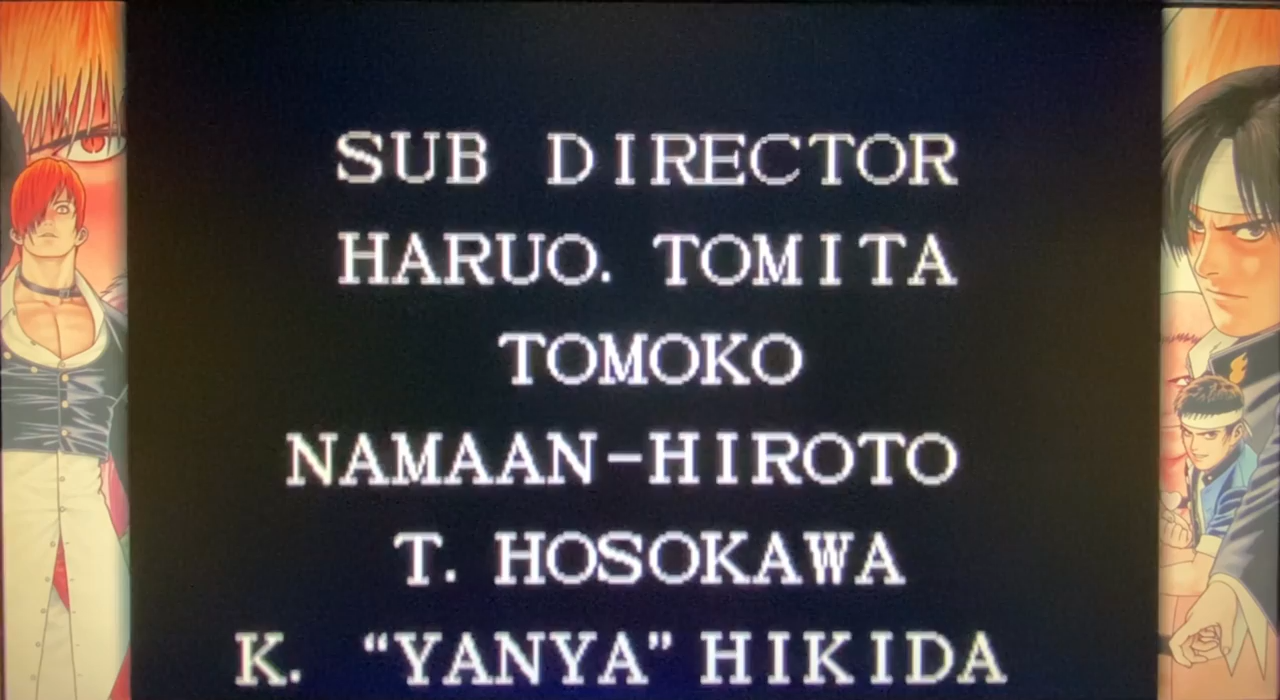 SUB DIRECTOR
HARUO. TOMITA
TOMOKO
NAMAAN-HIROTO
T. HOSOKAWA
K. “YANYA” HIKIDA